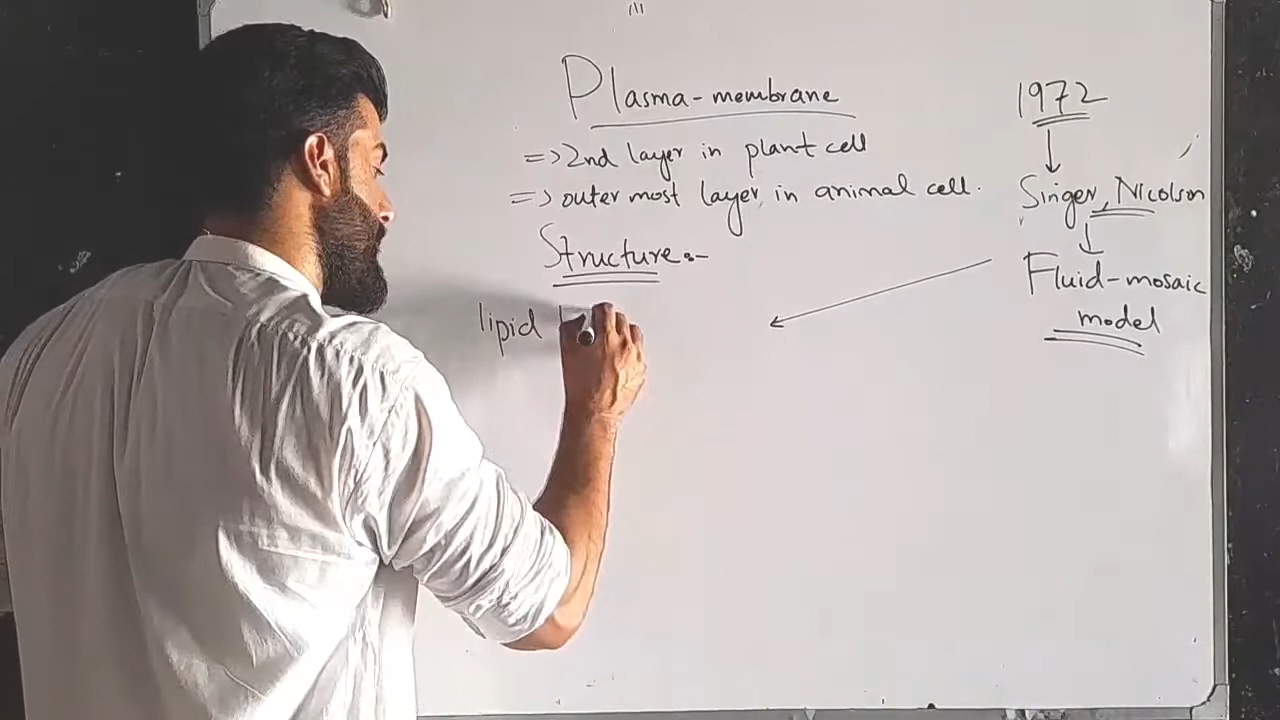 Plasma-membrane
=> 2nd layer in plant cell
=> outer most layer, in animal cell.
Structure:-
lipid
1972
Singer, Nicolson
Fluid-mosaic
model